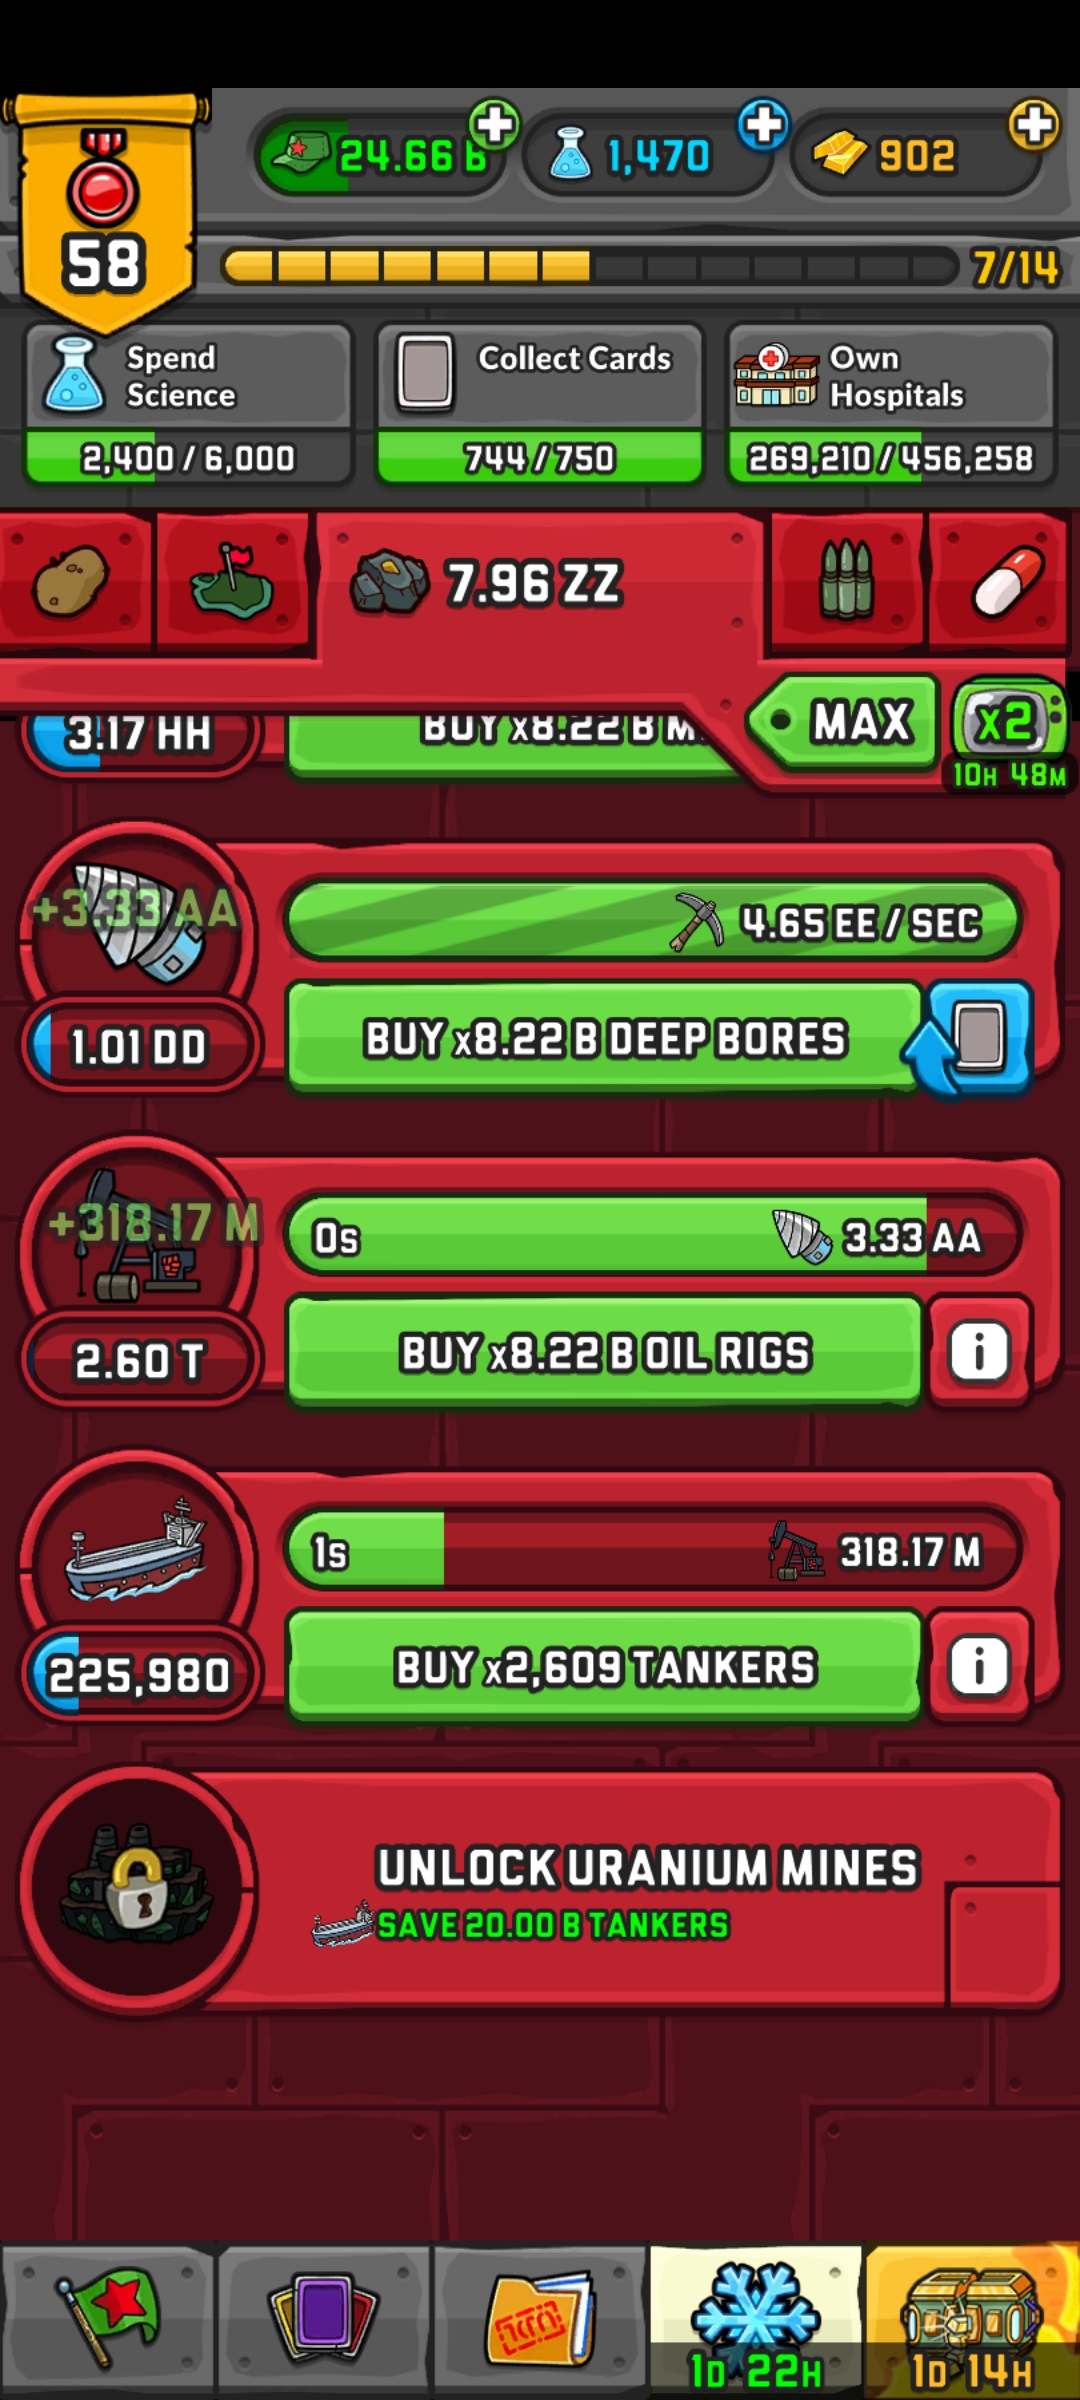 24.66 B
1,470
902
58
7/14
Spend
Science
2,400 / 6,000
Collect Cards
744 / 750
Own
Hospitals
269,210 / 456,258
7.96 ZZ
MAX
x2
10H 48M
3.17 HH
BUY x8.22 B M
+3.33 AA
4.65 EE / SEC
1.01 DD
BUY x8.22 B DEEP BORES
+318.17 M
0s
3.33 AA
2.60 T
BUY x8.22 B OIL RIGS
i
1s
318.17 M
225,980
BUY x2,609 TANKERS
i
UNLOCK URANIUM MINES
SAVE 20.00 B TANKERS
1D 22H
1D 14H